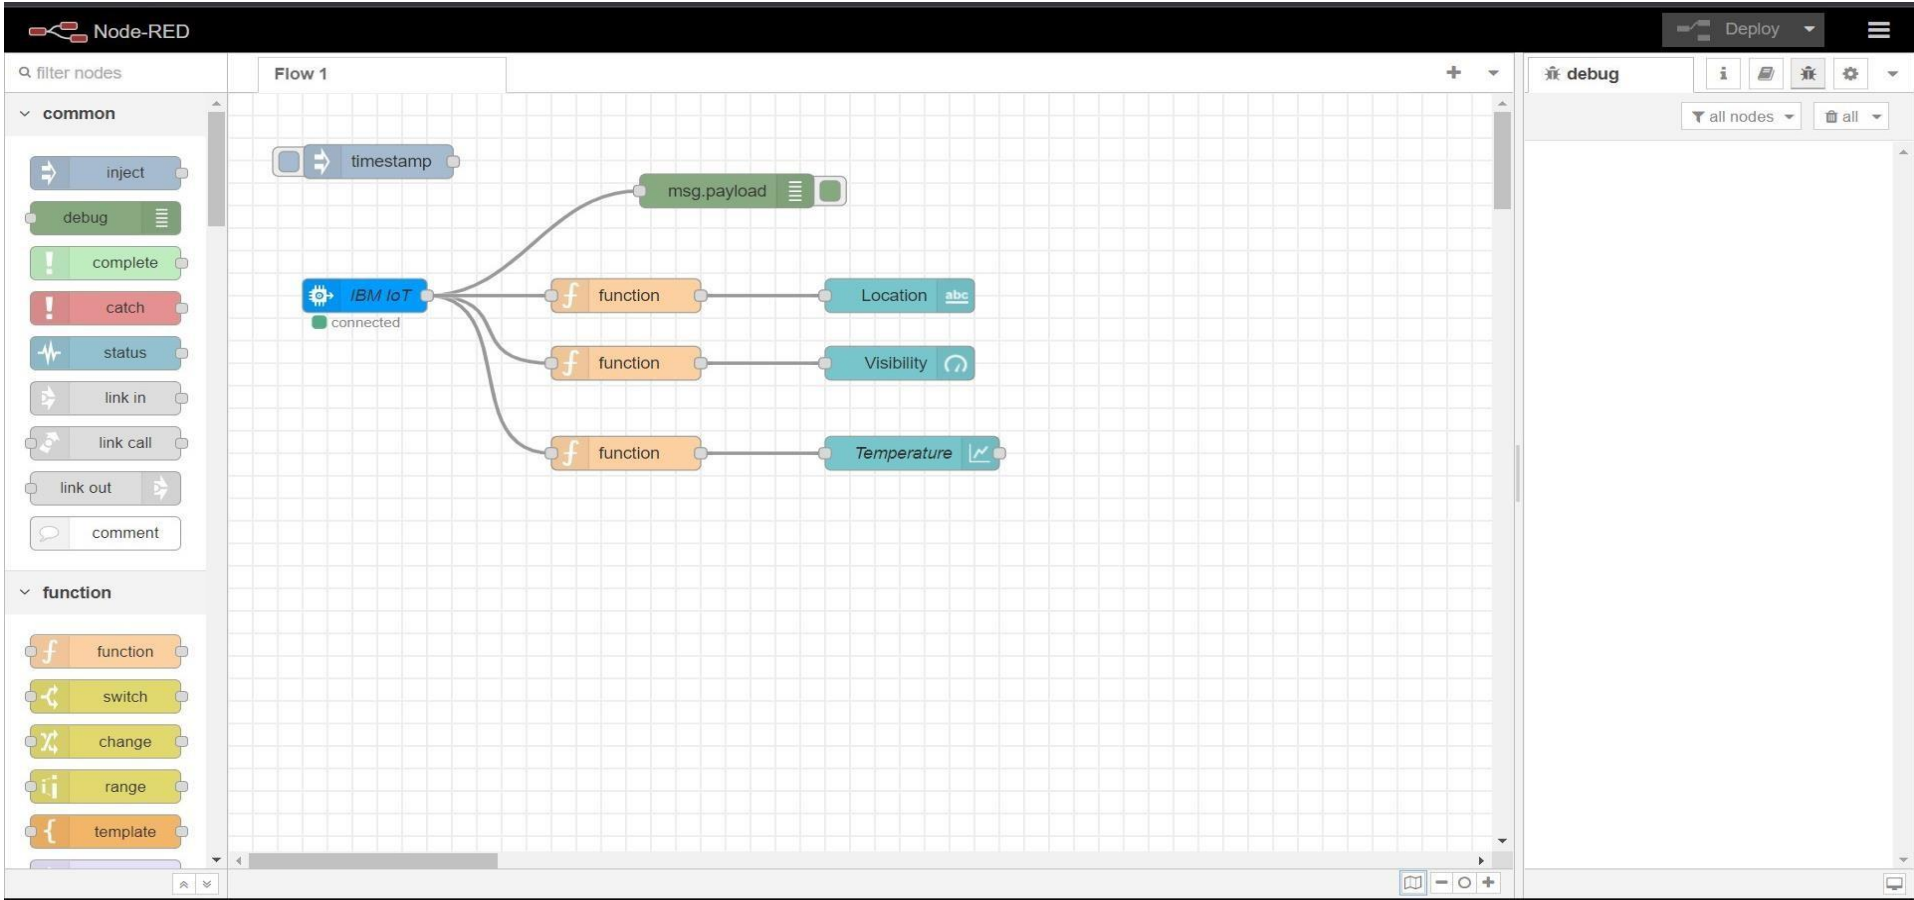 Node-RED
Deploy
filter nodes
Flow 1
debug
i
all nodes
all
common
inject
debug
complete
catch
status
link in
link call
link out
comment
function
function
switch
change
range
template
timestamp
msg.payload
IBM IoT
connected
function
Location
abc
function
Visibility
function
Temperature